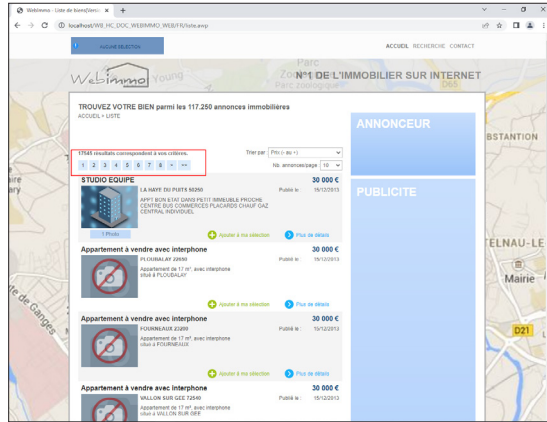 Webimmo - Liste de biens
localhost/WB_HC_DOC_WEBIMMO_WEB/FR/liste.awp
AUCUNE SELECTION
ACCUEIL RECHERCHE CONTACT
Webimmo
Young
Parc
Parc zoologique
N°1 DE L'IMMOBILIER SUR INTERNET
D65
TROUVEZ VOTRE BIEN parmi les 117.250 annonces immobilières
ACCUEIL > LISTE
ANNONCEUR
BSTANTION
17545 résultats correspondent à vos critères.
Trier par Prix (- au +)
1 2 3 4 5 6 7 8 > >>
Nb. annonces/page 10
STUDIO EQUIPE 30 000 €
LA HAYE DU PUITS 50250 Publié le : 15/12/2013
APPT BON ETAT DANS PETIT IMMEUBLE PROCHE
CENTRE BUS COMMERCES PLACARDS CHAUF GAZ
CENTRAL INDIVIDUEL
1 Photo
Ajouter à ma sélection Plus de détails
PUBLICITE
Appartement à vendre avec interphone 30 000 €
PLOUBALAY 22650 Publié le : 15/12/2013
Appartement de 17 m², avec interphone
situé à PLOUBALAY
Ajouter à ma sélection Plus de détails
TELNAU-LE
Mairie
te de Ganges
Appartement à vendre avec interphone 30 000 €
FOURNEAUX 23200 Publié le : 15/12/2013
Appartement de 17 m², avec interphone
situé à FOURNEAUX
D21
Ajouter à ma sélection Plus de détails
Appartement à vendre avec interphone 30 000 €
VALLON SUR GEE 72540 Publié le : 15/12/2013
Appartement de 17 m², avec interphone
situé à VALLON SUR GEE